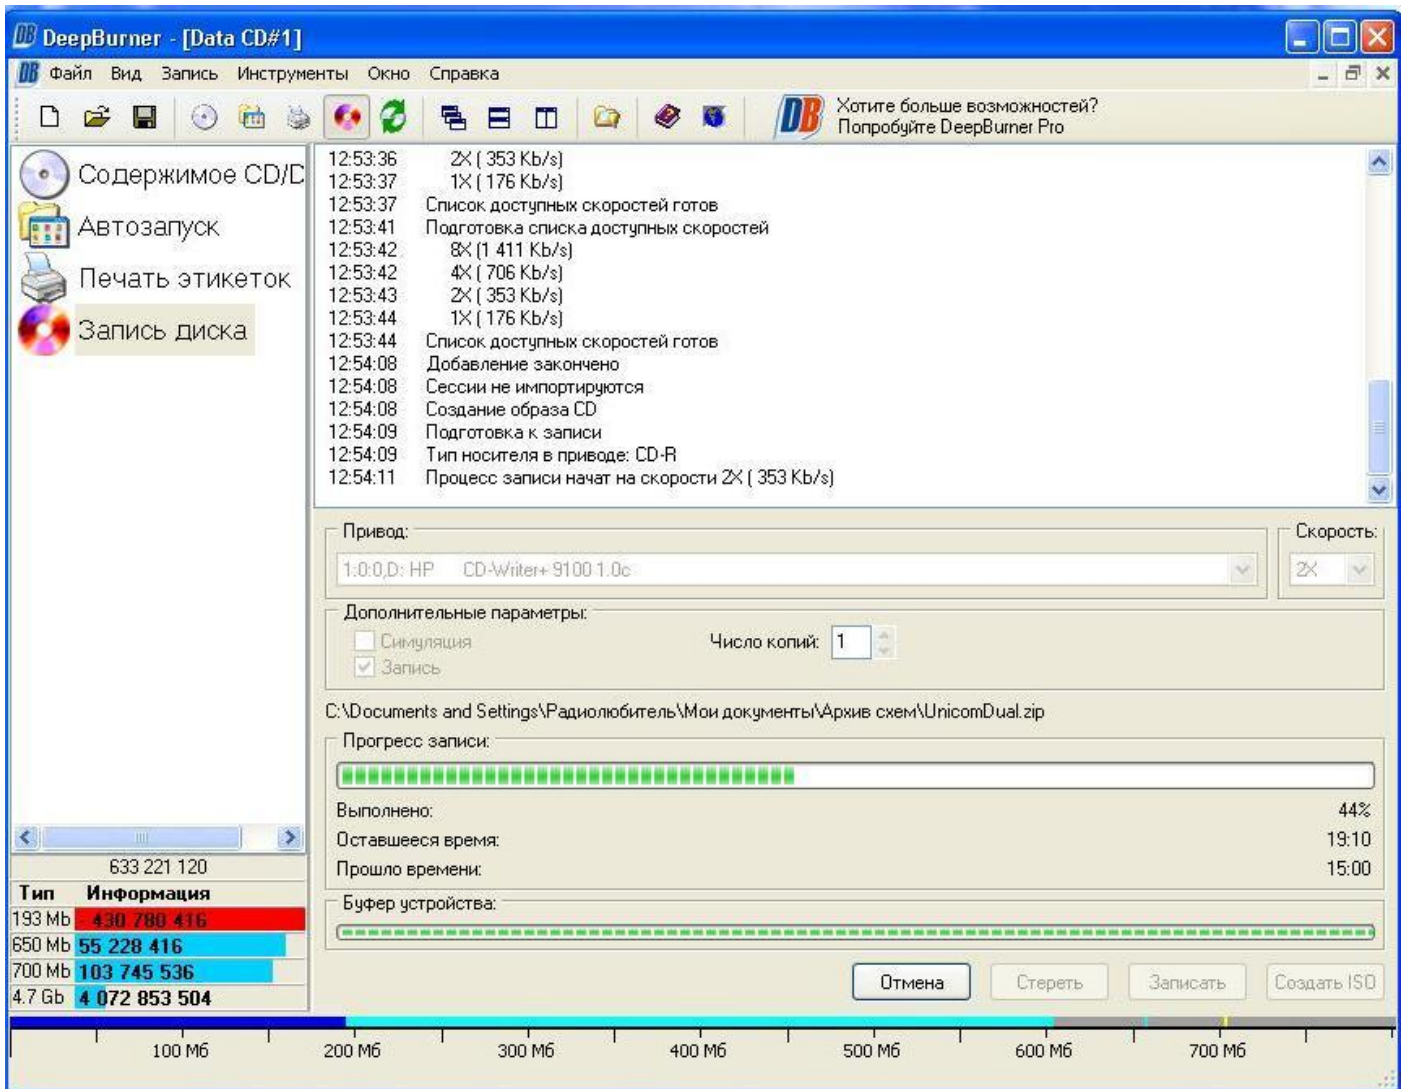 DB DeepBurner - [Data CD#1]
DB Файл Вид Запись Инструменты Окно Справка
DB Хотите больше возможностей?
Попробуйте DeepBurner Pro
Содержимое CD/D
Автозапуск
Печать этикеток
Запись диска
12:53:36 2X ( 353 Kb/s)
12:53:37 1X ( 176 Kb/s)
12:53:37 Список доступных скоростей готов
12:53:41 Подготовка списка доступных скоростей
12:53:42 8X (1 411 Kb/s)
12:53:42 4X ( 706 Kb/s)
12:53:43 2X ( 353 Kb/s)
12:53:44 1X ( 176 Kb/s)
12:53:44 Список доступных скоростей готов
12:54:08 Добавление закончено
12:54:08 Сессии не импортируются
12:54:08 Создание образа CD
12:54:09 Подготовка к записи
12:54:09 Тип носителя в приводе: CD-R
12:54:11 Процесс записи начат на скорости 2X ( 353 Kb/s)
Привод:
1:0:0,D: HP CD-Writer+ 9100 1.0c
Скорость:
2X
Дополнительные параметры:
Симуляция
Запись
Число копий: 1
C:\Documents and Settings\Радиолюбитель\Мои документы\Архив схем\UnicomDual.zip
Прогресс записи:
Выполнено: 44%
Оставшееся время: 19:10
Прошло времени: 15:00
Буфер устройства:
Отмена Стереть Записать Создать ISO
633 221 120
Тип Информация
193 Mb - 430 780 416
650 Mb 55 228 416
700 Mb 103 745 536
4.7 Gb 4 072 853 504
100 Мб 200 Мб 300 Мб 400 Мб 500 Мб 600 Мб 700 Мб